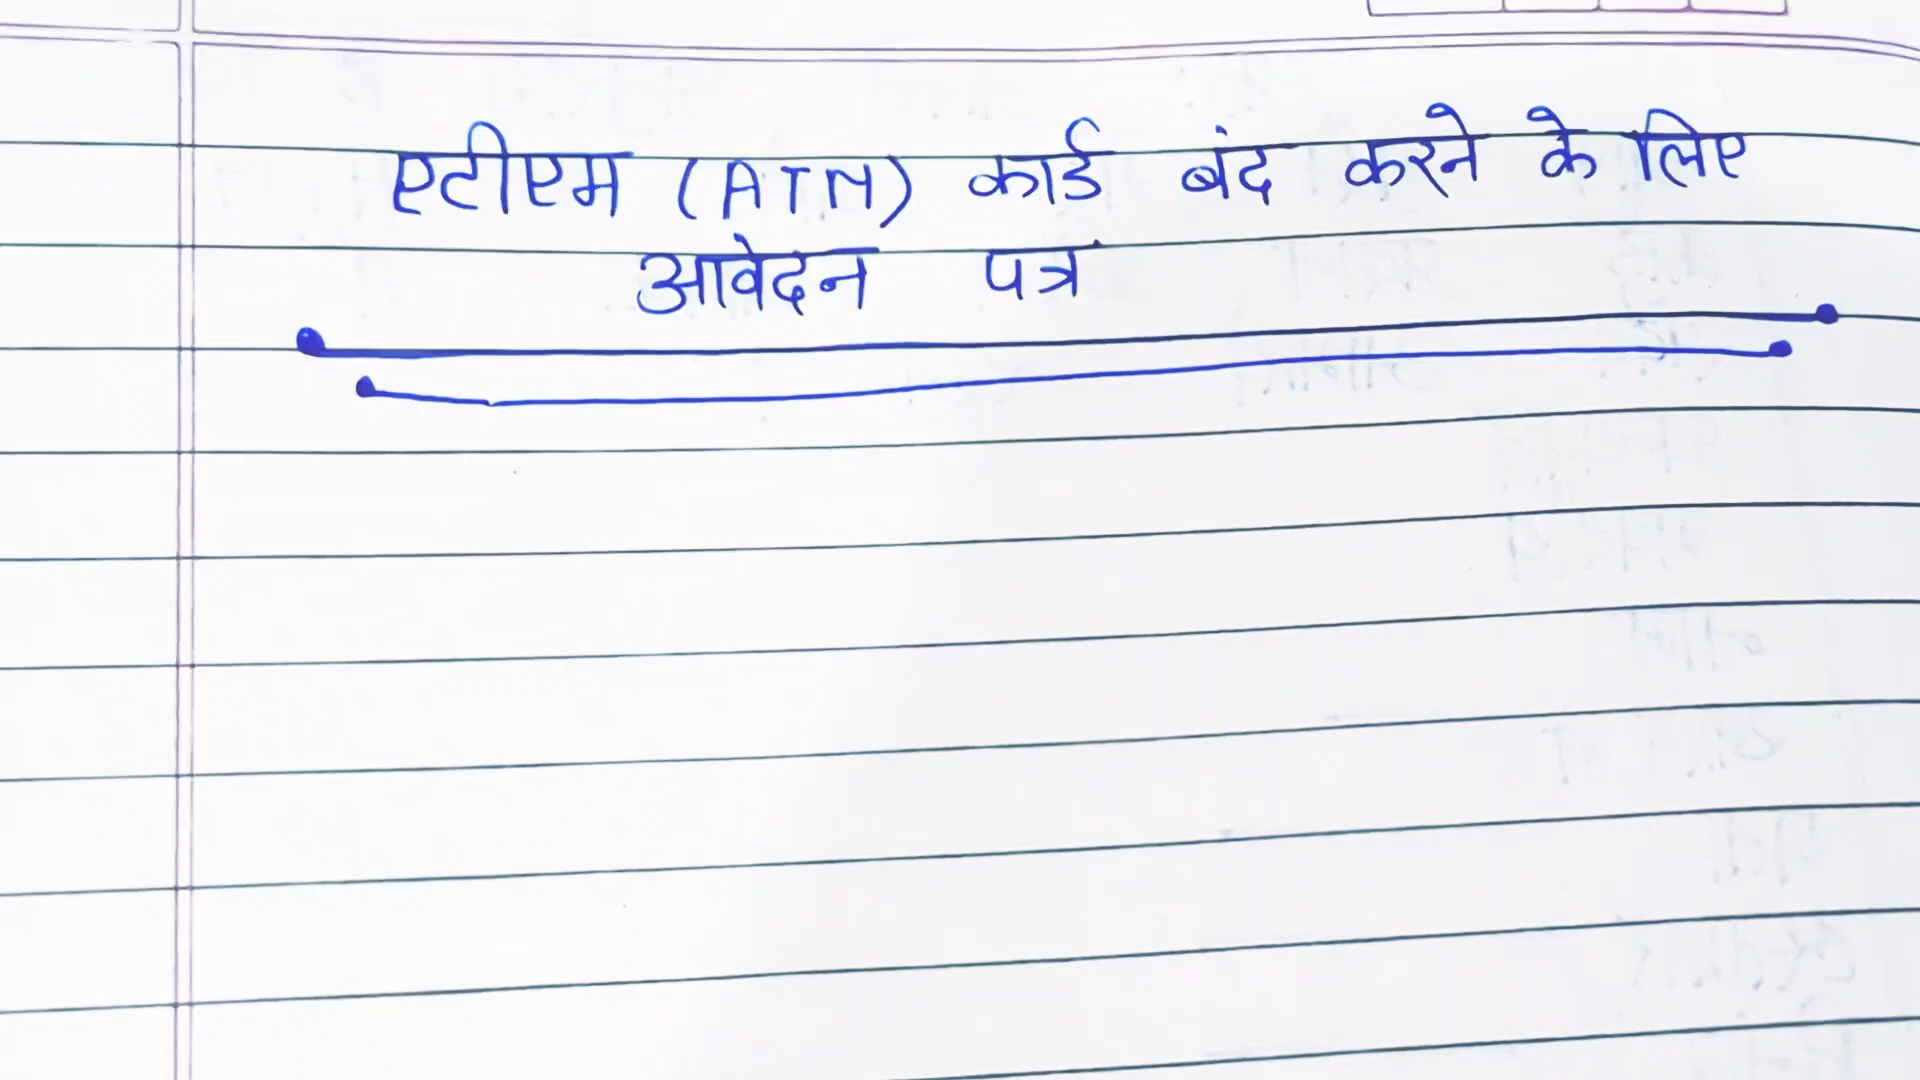 एटीएम (ATM) कार्ड बंद करने के लिए
आवेदन पत्र